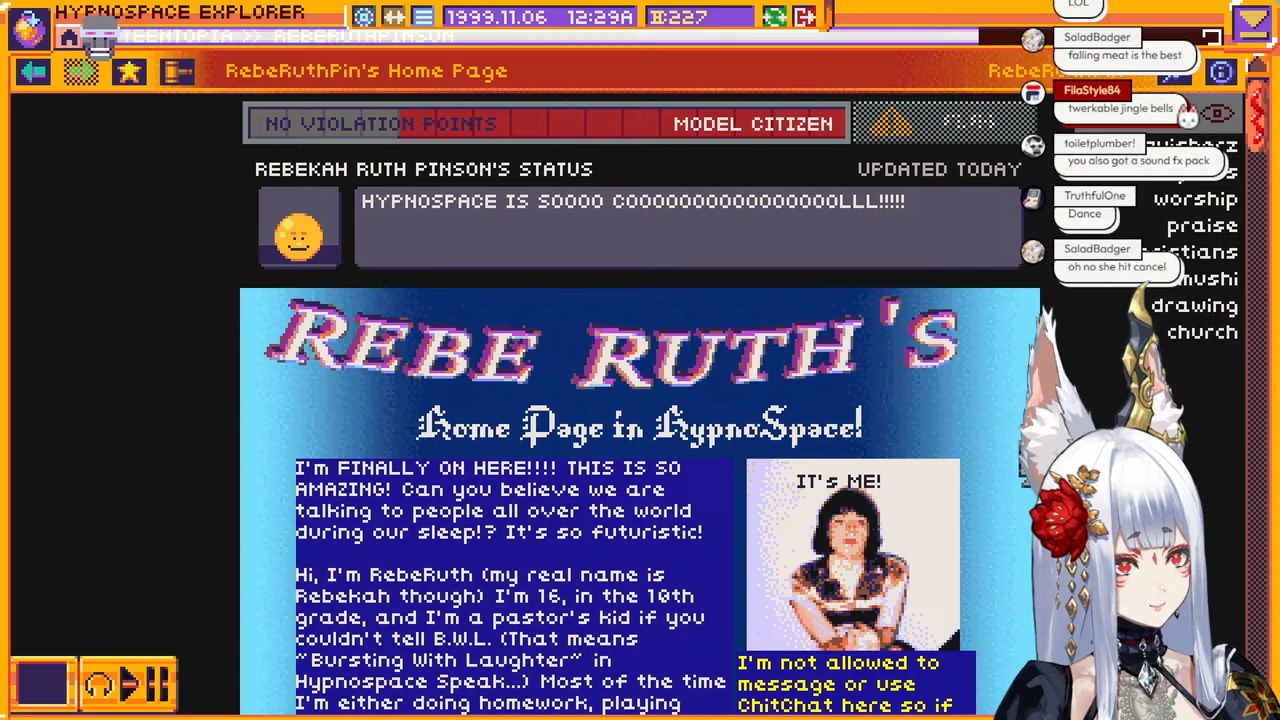 HYPNOSPACE EXPLORER
1999.11.06 12:29A
227
LOL
TEENTOPIA >> REBERUTHPINSON
SaladBadger
falling meat is the best
RebeRuthPin's Home Page
FilaStyle84
twerkable jingle bells
NO VIOLATION POINTS
MODEL CITIZEN
toiletplumber!
you also got a sound fx pack
REBEKAH RUTH PINSON'S STATUS
UPDATED TODAY
HYPNOSPACE IS SOOOO COOOOOOOOOOOOOOOOOLLL!!!!!
TruthfulOne
Dance
SaladBadger
oh no she hit cancel
worship
praise
drawing
church
REBE RUTH'S
Home Page in HypnoSpace!
I'm FINALLY ON HERE!!!! THIS IS SO
AMAZING! Can you believe we are
talking to people all over the world
during our sleep!? It's so futuristic!
Hi, I'm RebeRuth (my real name is
Rebekah though) I'm 16, in the 10th
grade, and I'm a pastor's kid if you
couldn't tell B.W.L. (That means
~Bursting With Laughter~ in
Hypnospace Speak...) Most of the time
I'm either doing homework, playing
IT's ME!
I'm not allowed to
message or use
ChitChat here so if